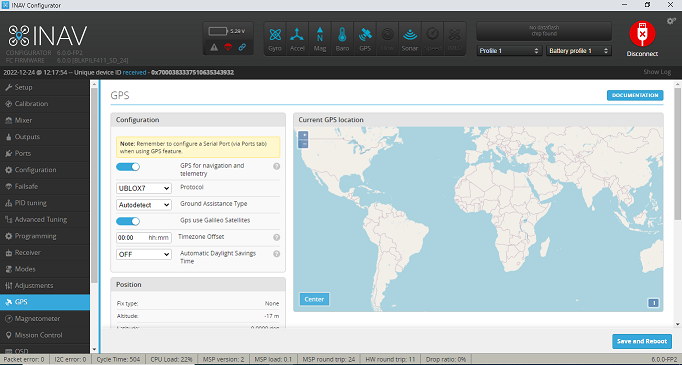 INAV Configurator
INAV
CONFIGURATOR 6.0.0-FP2
FC FIRMWARE 6.0.0 [BLKPILF411_SD_24]
5.29 V
Gyro Accel Mag Baro GPS Sonar
No dataflash
chip found
Profile 1 Battery profile 1
Disconnect
2022-12-24 @ 12:17:54 -- Unique device ID received - 0x7000383337510635343932 Show Log
Setup
Calibration
Mixer
Outputs
Ports
Configuration
Failsafe
PID tuning
Advanced Tuning
Programming
Receiver
Modes
Adjustments
GPS
Magnetometer
Mission Control
OSD
GPS
DOCUMENTATION
Configuration
Note: Remember to configure a Serial Port (via Ports tab)
when using GPS feature.
GPS for navigation and
telemetry
UBLOX7 Protocol
Autodetect Ground Assistance Type
Gps use Galileo Satellites
00:00 hh:mm Timezone Offset
OFF Automatic Daylight Savings
Time
Position
Fix type: None
Altitude: -17 m
Latitude: 0.0000 deg
Current GPS location
+
−
Center
i
Save and Reboot
Packet error: 0 I2C error: 0 Cycle Time: 504 CPU Load: 22% MSP version: 2 MSP load: 0.1 MSP round trip: 24 HW round trip: 11 Drop ratio: 0% 6.0.0-FP2